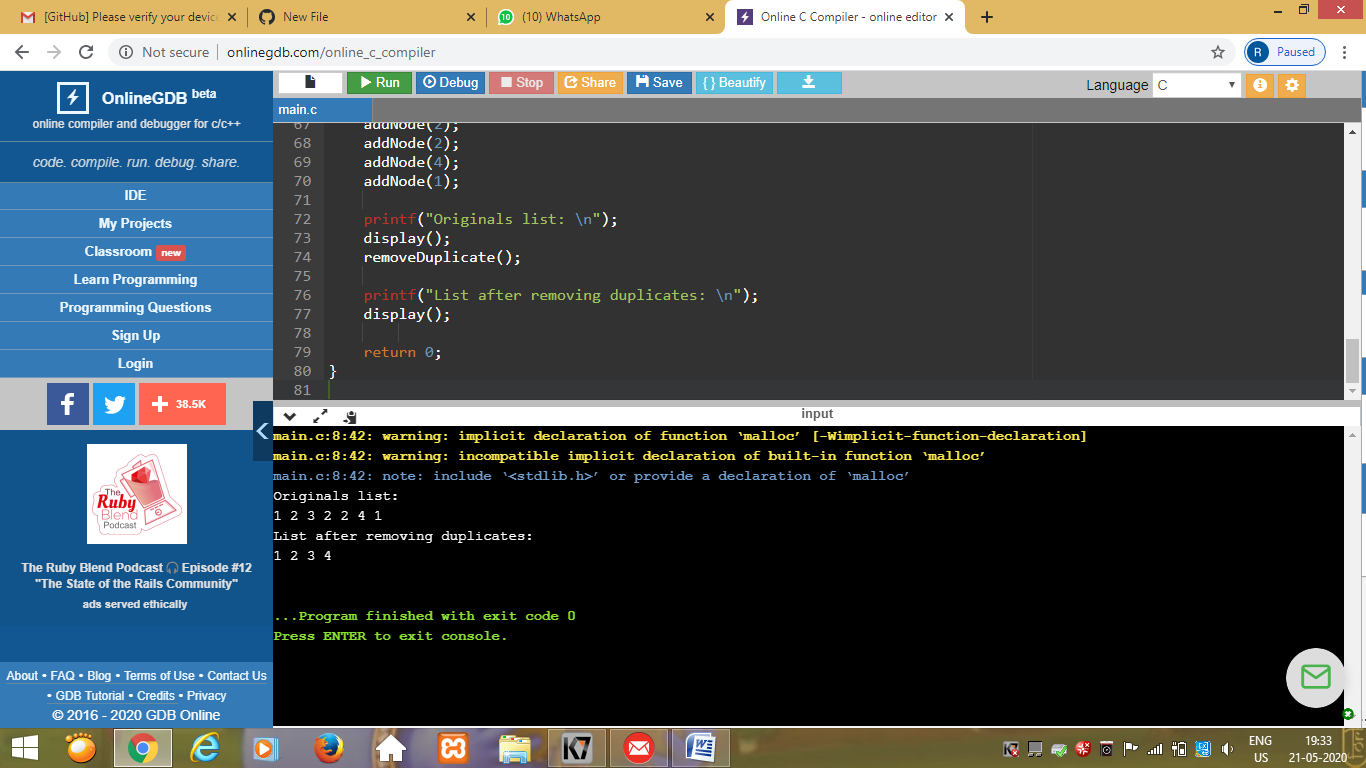 [GitHub] Please verify your devic
New File
(10) WhatsApp
Online C Compiler - online editor
Not secure | onlinegdb.com/online_c_compiler
R Paused
OnlineGDB beta
online compiler and debugger for c/c++
code. compile. run. debug. share.
IDE
My Projects
Classroom new
Learn Programming
Programming Questions
Sign Up
Login
38.5K
The Ruby Blend Podcast
The Ruby Blend Podcast 🎧 Episode #12
"The State of the Rails Community"
ads served ethically
About • FAQ • Blog • Terms of Use • Contact Us
• GDB Tutorial • Credits • Privacy
© 2016 - 2020 GDB Online
Run Debug Stop Share Save { } Beautify
Language C
main.c
67 addNode(2);
68 addNode(2);
69 addNode(4);
70 addNode(1);
71
72 printf("Originals list: \n");
73 display();
74 removeDuplicate();
75
76 printf("List after removing duplicates: \n");
77 display();
78
79 return 0;
80 }
81
input
main.c:8:42: warning: implicit declaration of function ‘malloc’ [-Wimplicit-function-declaration]
main.c:8:42: warning: incompatible implicit declaration of built-in function ‘malloc’
main.c:8:42: note: include ‘<stdlib.h>’ or provide a declaration of ‘malloc’
Originals list:
1 2 3 2 2 4 1
List after removing duplicates:
1 2 3 4
...Program finished with exit code 0
Press ENTER to exit console.
ENG
US
19:33
21-05-2020